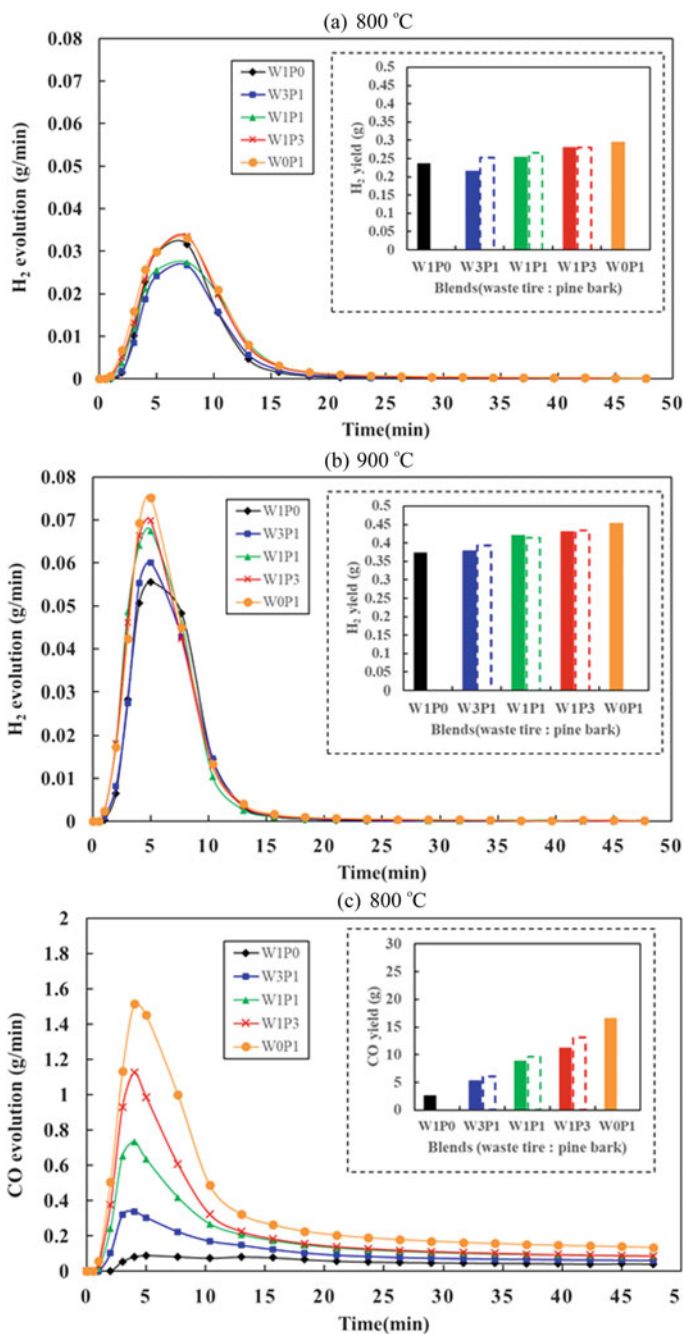 (a) 800 °C
0.08
0.07
0.06
0.05
0.04
0.03
0.02
0.01
0
H₂ evolution (g/min)
W1P0
W3P1
W1P1
W1P3
W0P1
0.5
0.45
0.4
0.35
0.3
0.25
0.2
0.15
0.1
0.05
0
H₂ yield (g)
W1P0 W3P1 W1P1 W1P3 W0P1
Blends(waste tire : pine bark)
0 5 10 15 20 25 30 35 40 45 50
Time(min)
(b) 900 °C
0.08
0.07
0.06
0.05
0.04
0.03
0.02
0.01
0
H₂ evolution (g/min)
W1P0
W3P1
W1P1
W1P3
W0P1
0.5
0.45
0.4
0.35
0.3
0.25
0.2
0.15
0.1
0.05
0
H₂ yield (g)
W1P0 W3P1 W1P1 W1P3 W0P1
Blends(waste tire : pine bark)
0 5 10 15 20 25 30 35 40 45 50
Time(min)
(c) 800 °C
2
1.8
1.6
1.4
1.2
1
0.8
0.6
0.4
0.2
0
CO evolution (g/min)
W1P0
W3P1
W1P1
W1P3
W0P1
30
25
20
15
10
5
0
CO yield (g)
W1P0 W3P1 W1P1 W1P3 W0P1
Blends (waste tire : pine bark)
0 5 10 15 20 25 30 35 40 45 5
Time(min)